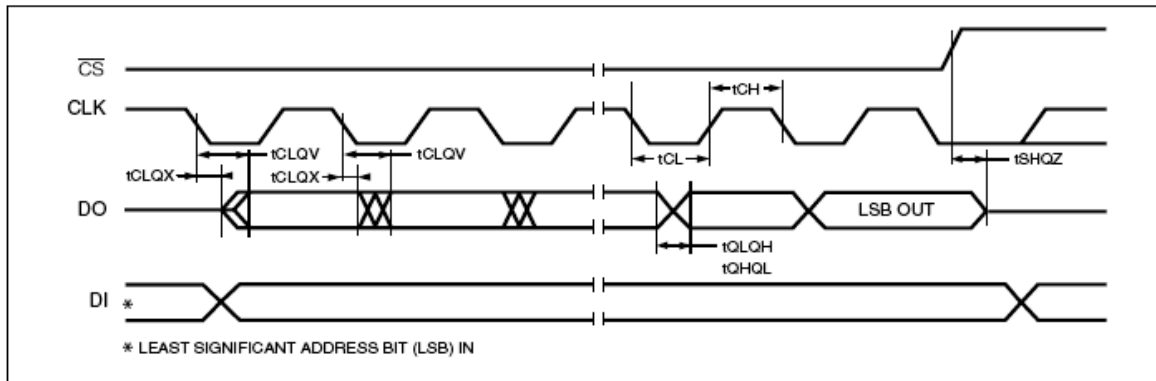 CS
CLK
tCH
tCLQV
tCLQV
tCL
tSHQZ
tCLQX
tCLQX
DO
LSB OUT
tQLQH
tQHQL
DI *
* LEAST SIGNIFICANT ADDRESS BIT (LSB) IN